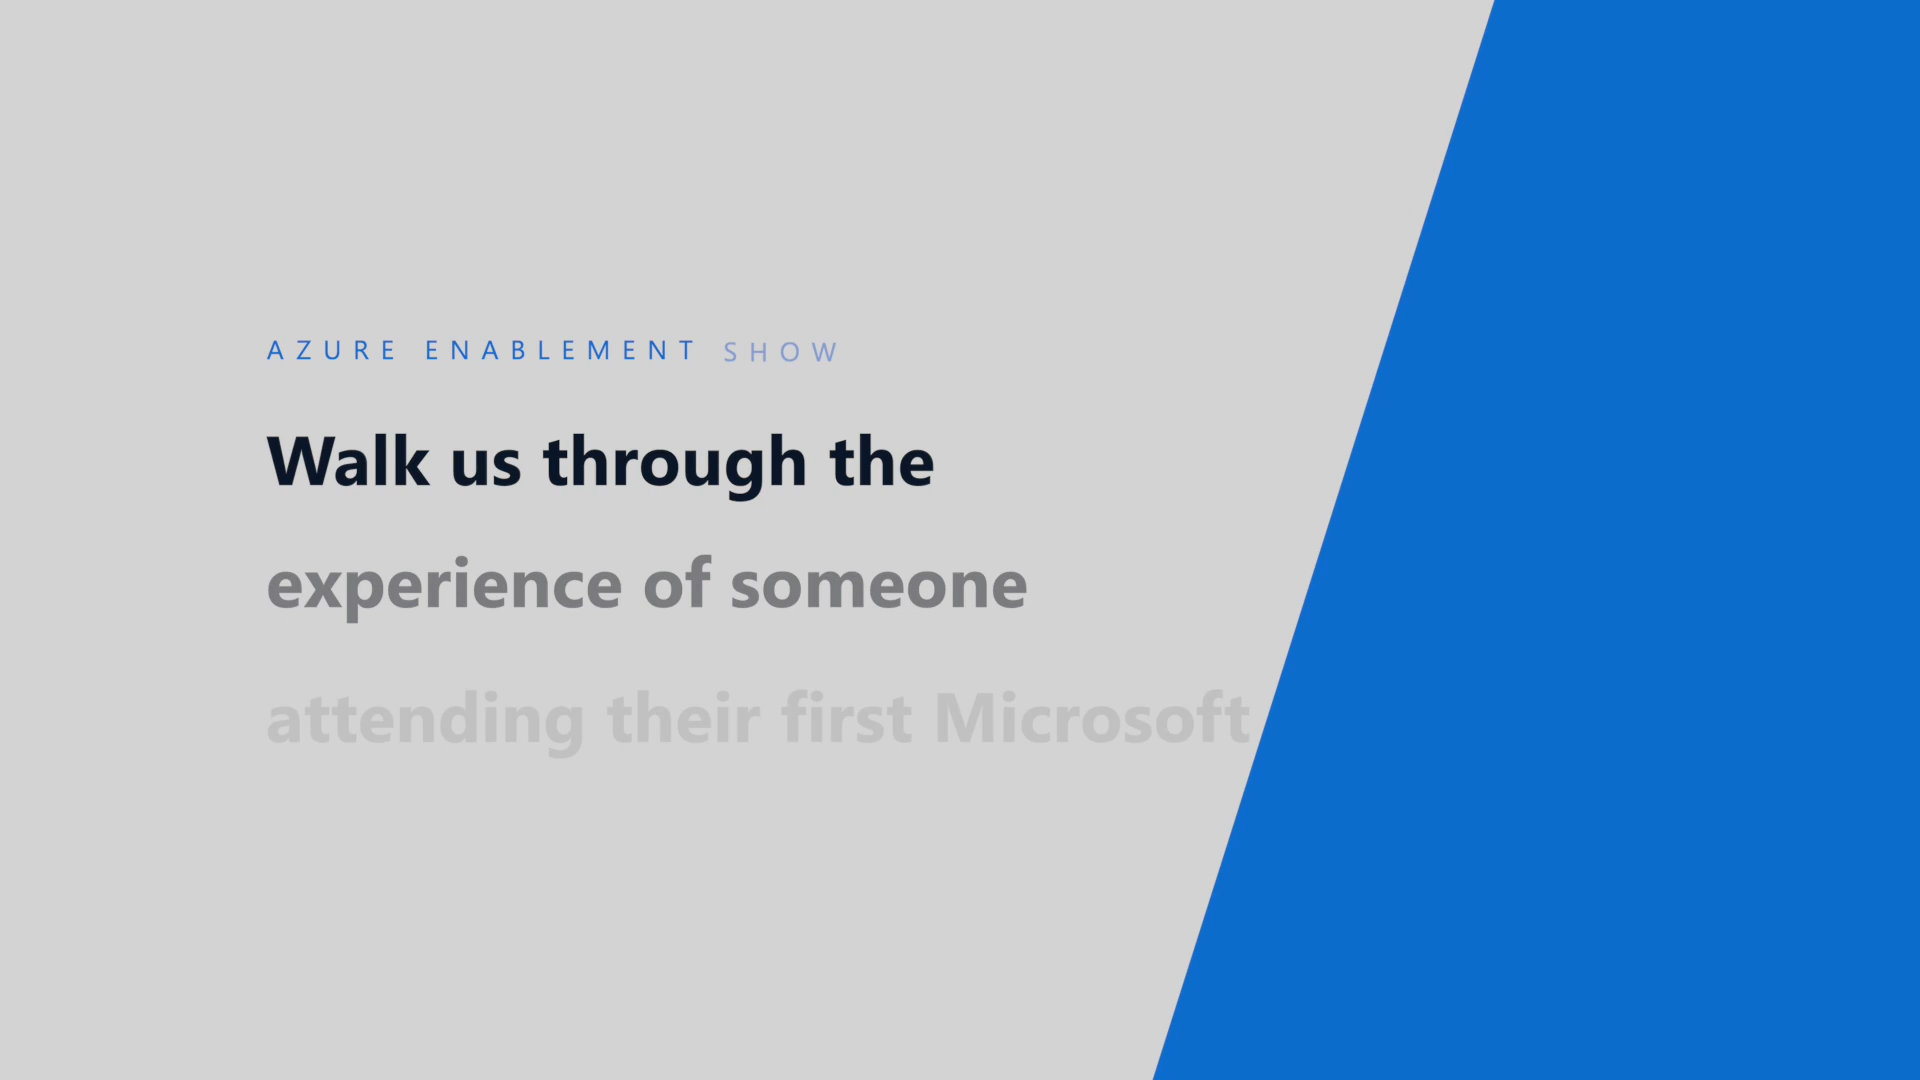 AZURE ENABLEMENT SHOW
Walk us through the
experience of someone
attending their first Microsoft